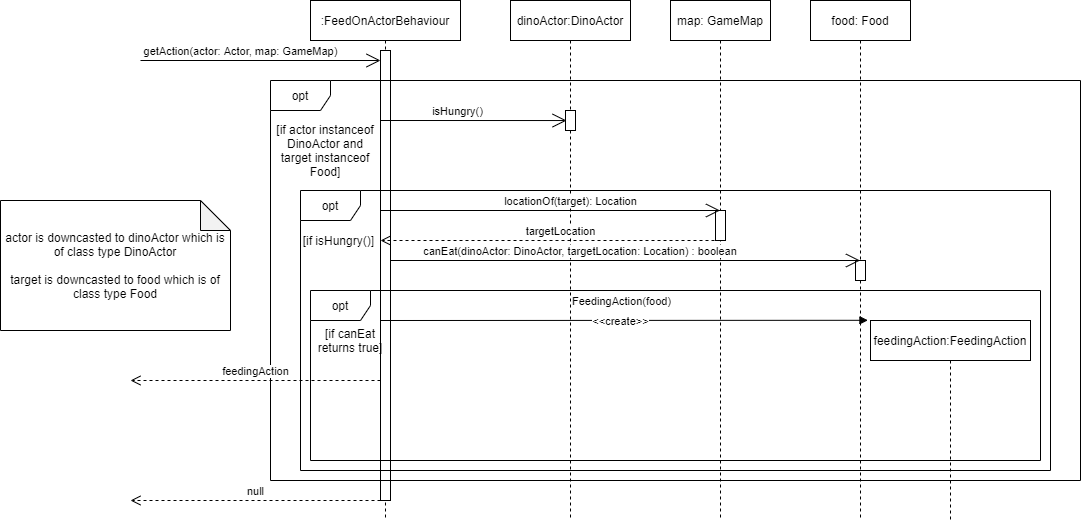 :FeedOnActorBehaviour
dinoActor:DinoActor
map: GameMap
food: Food
getAction(actor: Actor, map: GameMap)
opt
isHungry()
[if actor instanceof
DinoActor and
target instanceof
Food]
opt
locationOf(target): Location
[if isHungry()]
targetLocation
canEat(dinoActor: DinoActor, targetLocation: Location) : boolean
actor is downcasted to dinoActor which is
of class type DinoActor
target is downcasted to food which is of
class type Food
opt
FeedingAction(food)
<<create>>
[if canEat
returns true]
feedingAction:FeedingAction
feedingAction
null